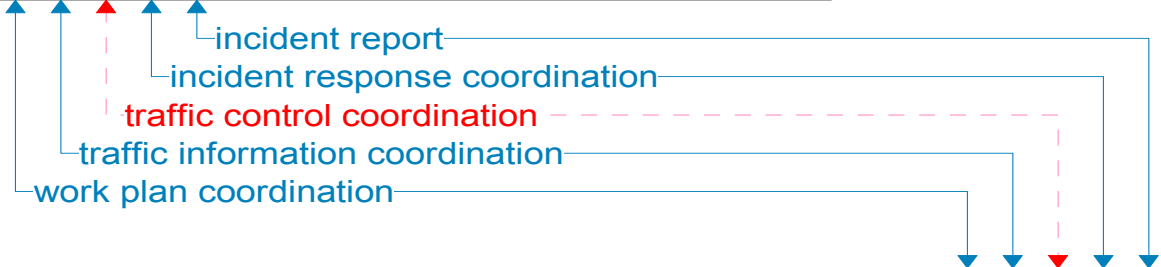 incident report
incident response coordination
traffic control coordination
traffic information coordination
work plan coordination